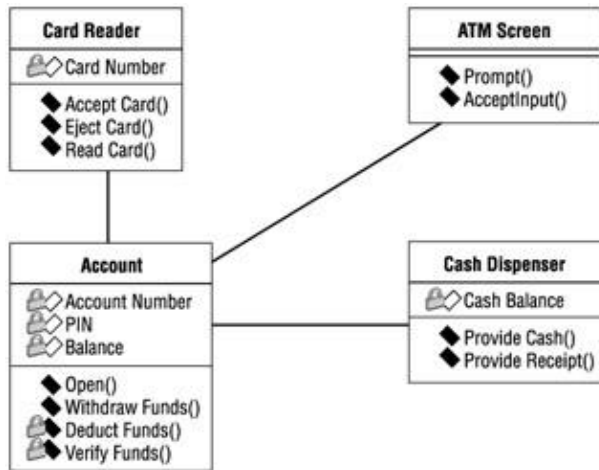 Card Reader
Card Number
Accept Card()
Eject Card()
Read Card()
ATM Screen
Prompt()
AcceptInput()
Account
Account Number
PIN
Balance
Open()
Withdraw Funds()
Deduct Funds()
Verify Funds()
Cash Dispenser
Cash Balance
Provide Cash()
Provide Receipt()